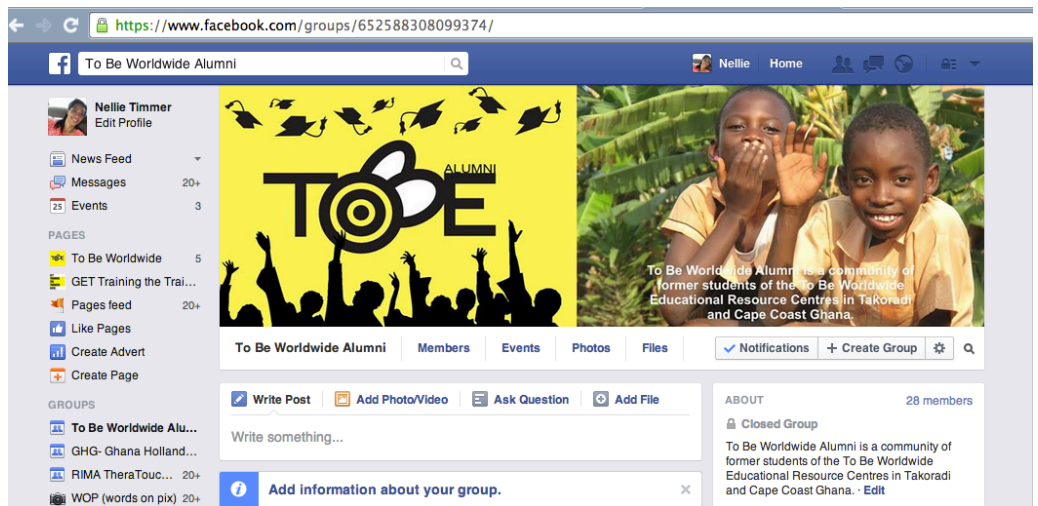 https://www.facebook.com/groups/652588308099374/
To Be Worldwide Alumni
Nellie Home
Nellie Timmer
Edit Profile
News Feed
Messages 20+
25 Events 3
PAGES
To Be Worldwide 5
GET Training the Trai...
Pages feed 20+
Like Pages
Create Advert
Create Page
GROUPS
To Be Worldwide Alu...
GHG- Ghana Holland...
RIMA TheraTouc... 20+
WOP (words on pix) 20+
ALUMNI
TOBE
To Be Worldwide Alumni is a community of
former students of the To Be Worldwide
Educational Resource Centres in Takoradi
and Cape Coast Ghana.
To Be Worldwide Alumni Members Events Photos Files Notifications + Create Group
Write Post Add Photo/Video Ask Question Add File
Write something...
Add information about your group.
ABOUT 28 members
Closed Group
To Be Worldwide Alumni is a community of
former students of the To Be Worldwide
Educational Resource Centres in Takoradi
and Cape Coast Ghana. · Edit